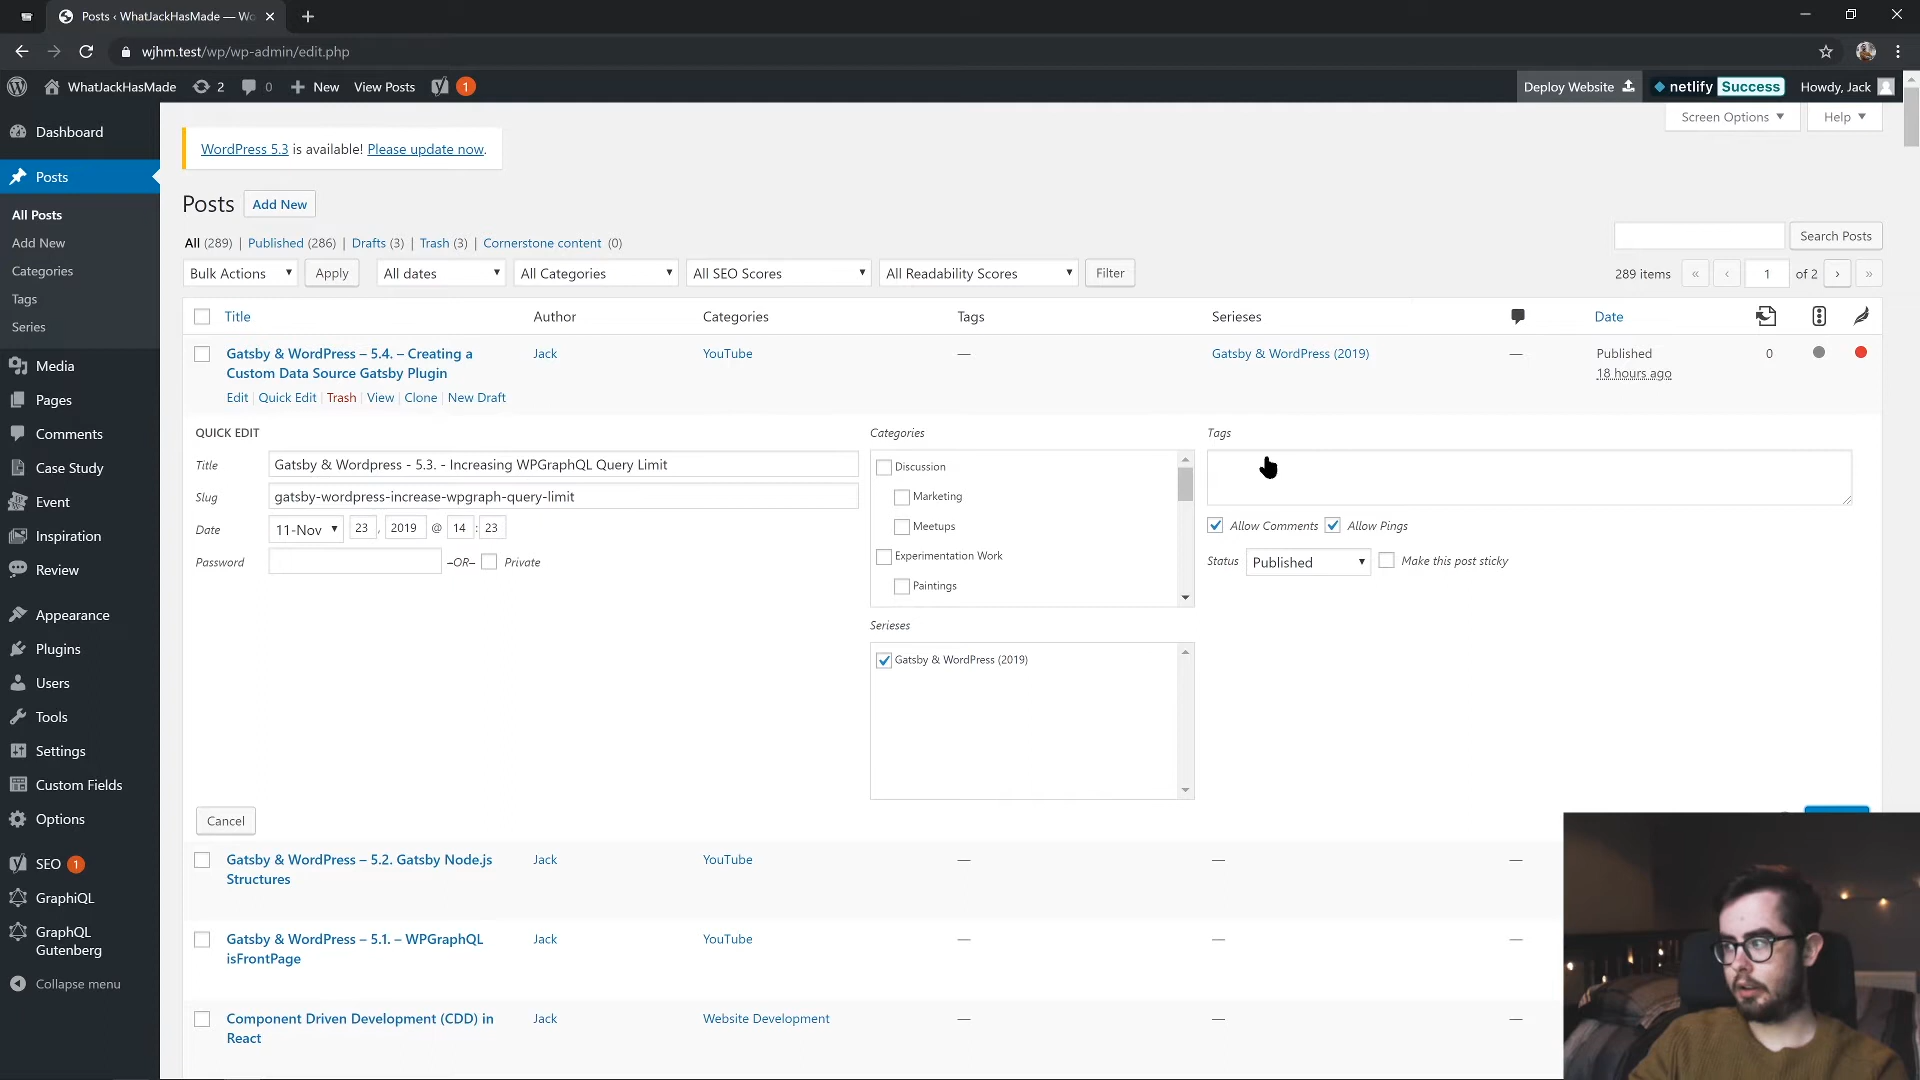 Posts ‹ WhatJackHasMade — Wo
wjhm.test/wp/wp-admin/edit.php
WhatJackHasMade 2 0 New View Posts 1 Deploy Website netlify Success Howdy, Jack
Screen Options Help
Dashboard
Posts
All Posts
Add New
Categories
Tags
Series
Media
Pages
Comments
Case Study
Event
Inspiration
Review
Appearance
Plugins
Users
Tools
Settings
Custom Fields
Options
SEO 1
GraphiQL
GraphQL
Gutenberg
Collapse menu
WordPress 5.3 is available! Please update now.
Posts Add New
All (289) | Published (286) | Drafts (3) | Trash (3) | Cornerstone content (0)
Search Posts
Bulk Actions Apply All dates All Categories All SEO Scores All Readability Scores Filter
289 items « ‹ 1 of 2 › »
Title Author Categories Tags Serieses Date
Gatsby & WordPress – 5.4. – Creating a
Custom Data Source Gatsby Plugin
Jack YouTube — Gatsby & WordPress (2019) — Published 0
18 hours ago
Edit | Quick Edit | Trash | View | Clone | New Draft
QUICK EDIT
Title Gatsby & Wordpress - 5.3. - Increasing WPGraphQL Query Limit
Slug gatsby-wordpress-increase-wpgraph-query-limit
Date 11-Nov 23 , 2019 @ 14 : 23
Password –OR– Private
Categories
Discussion
Marketing
Meetups
Experimentation Work
Paintings
Serieses
Gatsby & WordPress (2019)
Tags
Allow Comments Allow Pings
Status Published Make this post sticky
Cancel
Gatsby & WordPress – 5.2. Gatsby Node.js
Structures
Jack YouTube — — —
Gatsby & WordPress – 5.1. – WPGraphQL
isFrontPage
Jack YouTube — — —
Component Driven Development (CDD) in
React
Jack Website Development — — —